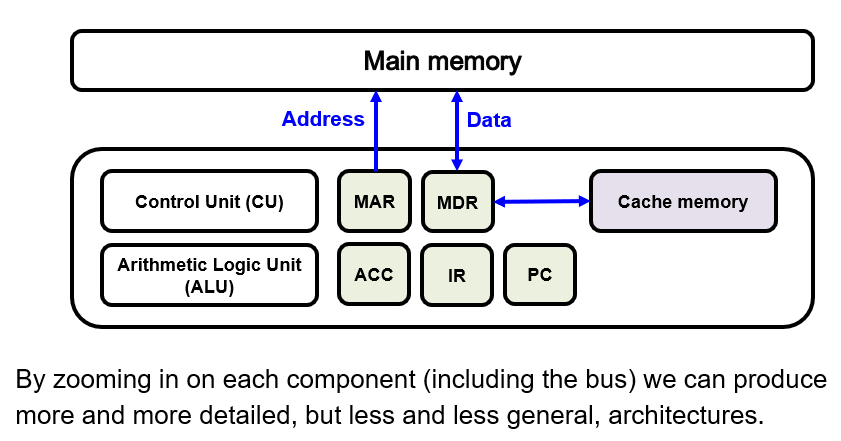 Main memory
Address
Data
Control Unit (CU)
MAR
MDR
Cache memory
Arithmetic Logic Unit
(ALU)
ACC
IR
PC
By zooming in on each component (including the bus) we can produce
more and more detailed, but less and less general, architectures.